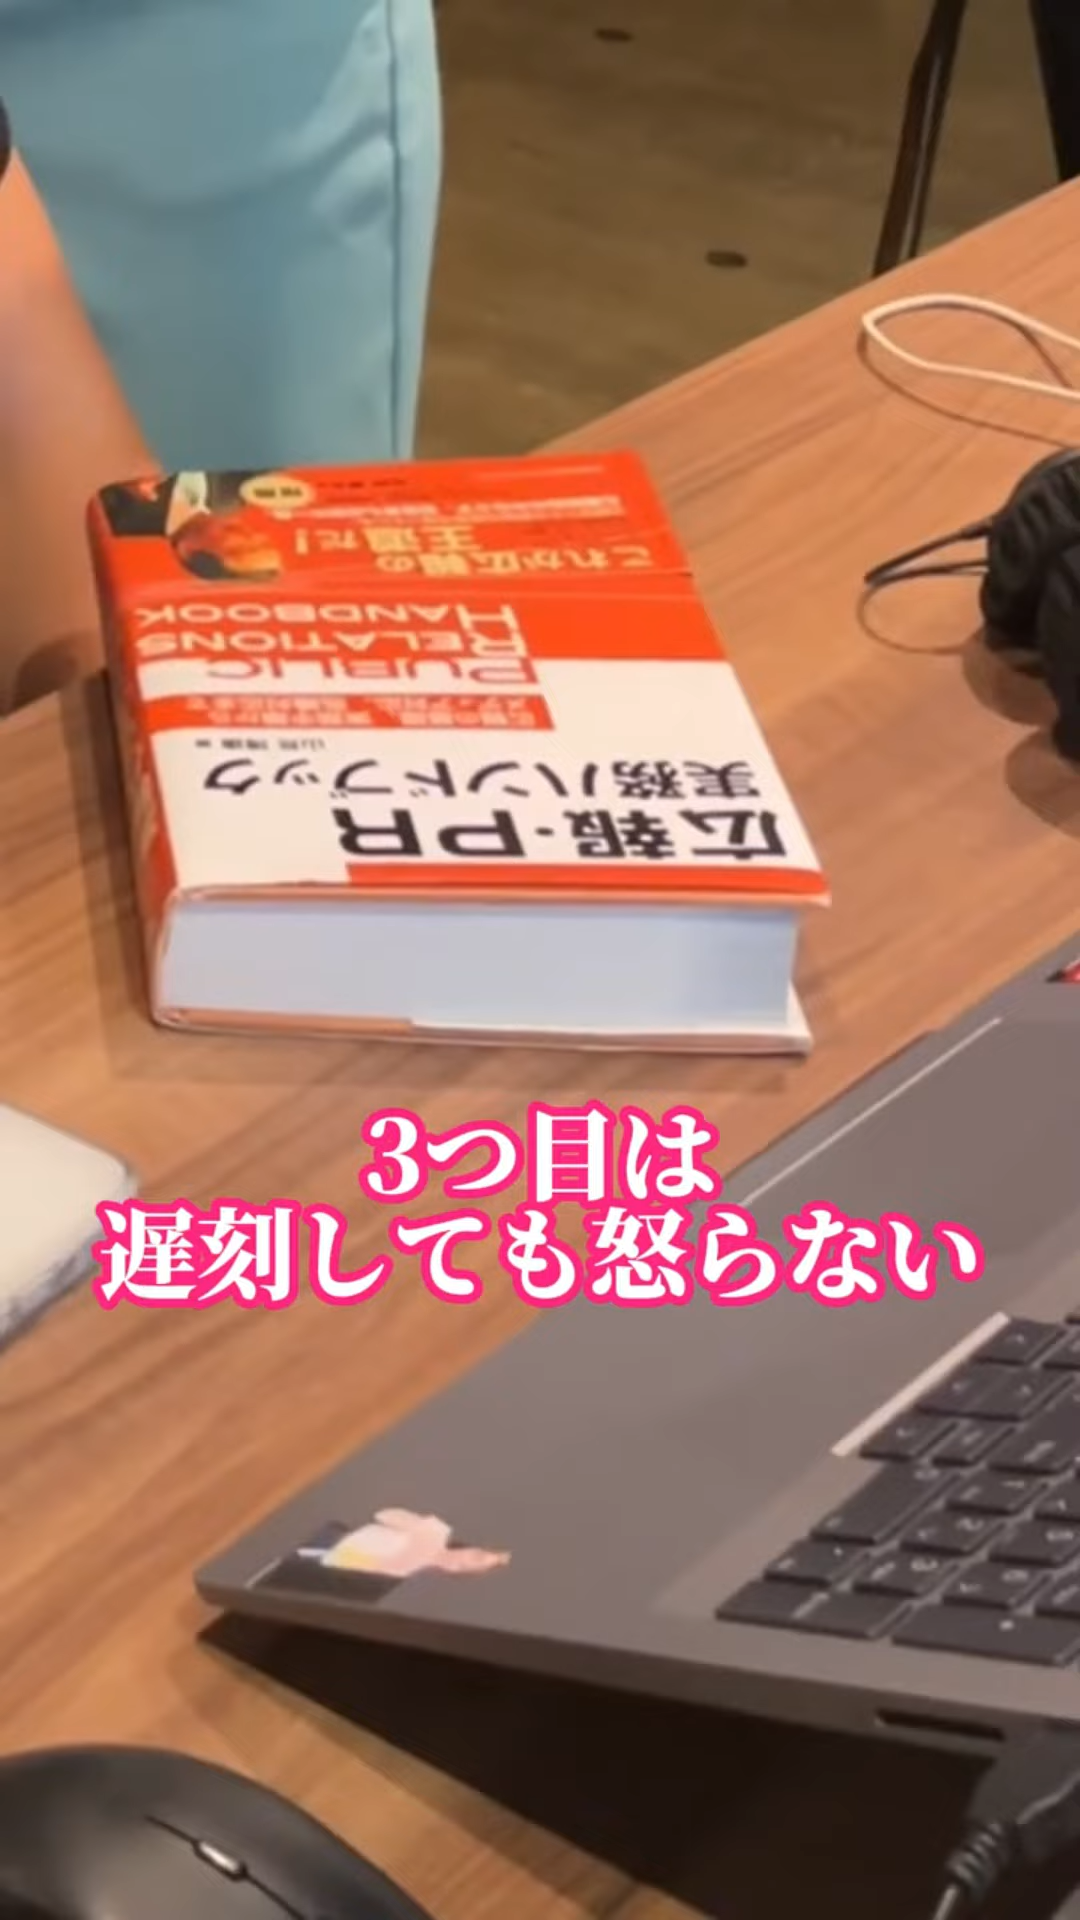 これが広報の
王道だ!
PUBLIC
RELATIONS
HANDBOOK
広報・PR
実務ハンドブック
3つ目は
遅刻しても怒らない